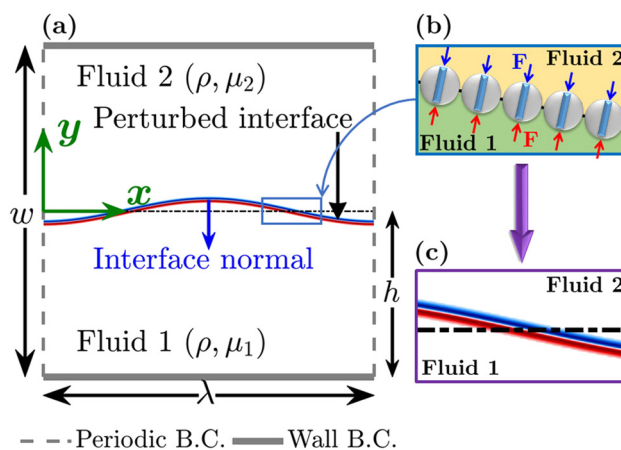 (a)
Fluid 2 (ρ, μ₂)
Perturbed interface
y
x
w
Interface normal
h
Fluid 1 (ρ, μ₁)
λ
Periodic B.C.
Wall B.C.
(b)
F Fluid 2
Fluid 1 F
(c)
Fluid 2
Fluid 1